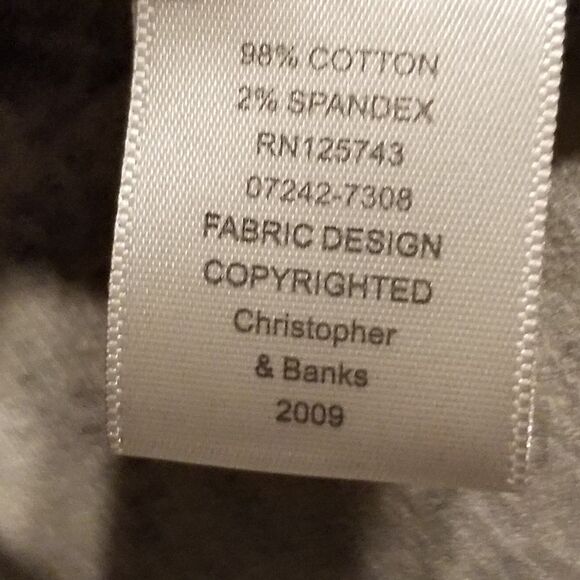 98% COTTON
2% SPANDEX
RN125743
07242-7308
FABRIC DESIGN
COPYRIGHTED
Christopher
& Banks
2009